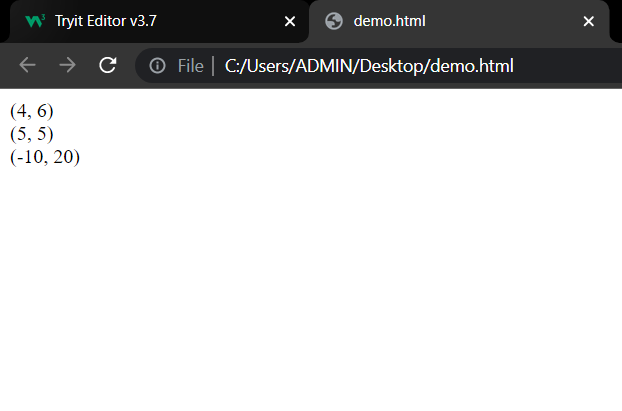 Tryit Editor v3.7
demo.html
File | C:/Users/ADMIN/Desktop/demo.html
(4, 6)
(5, 5)
(-10, 20)